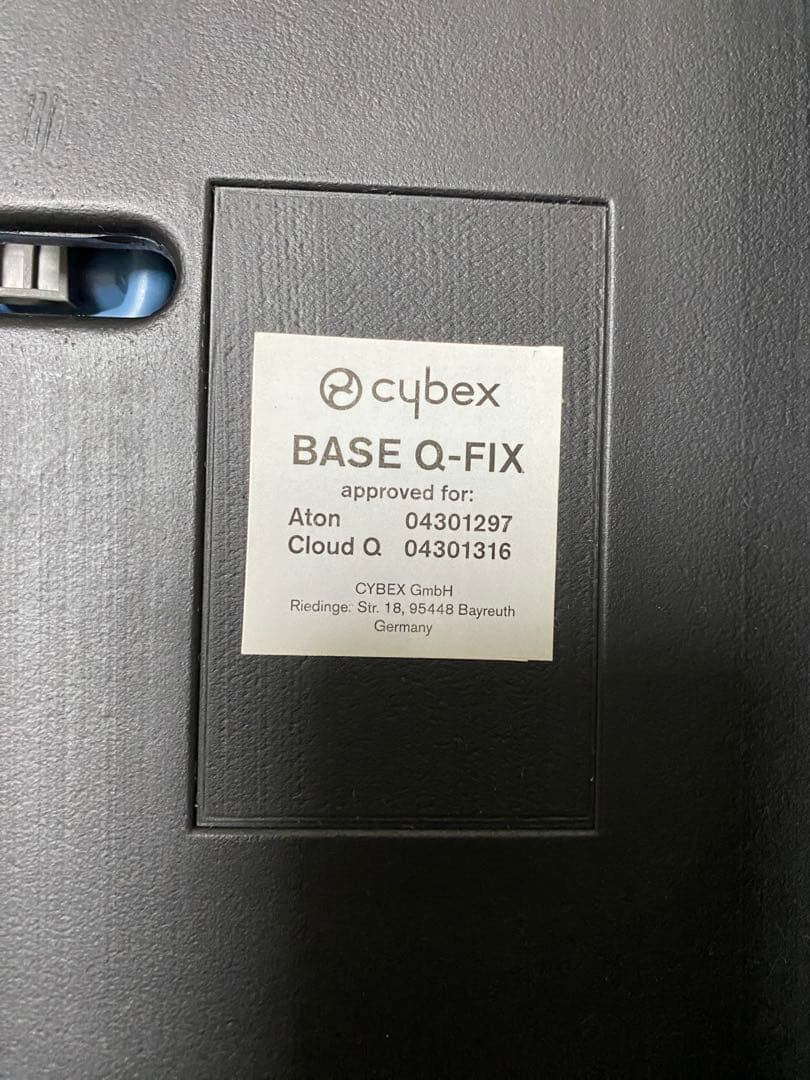 cybex
BASE Q-FIX
approved for:
Aton 04301297
Cloud Q 04301316
CYBEX GmbH
Riedinge: Str. 18, 95448 Bayreuth
Germany